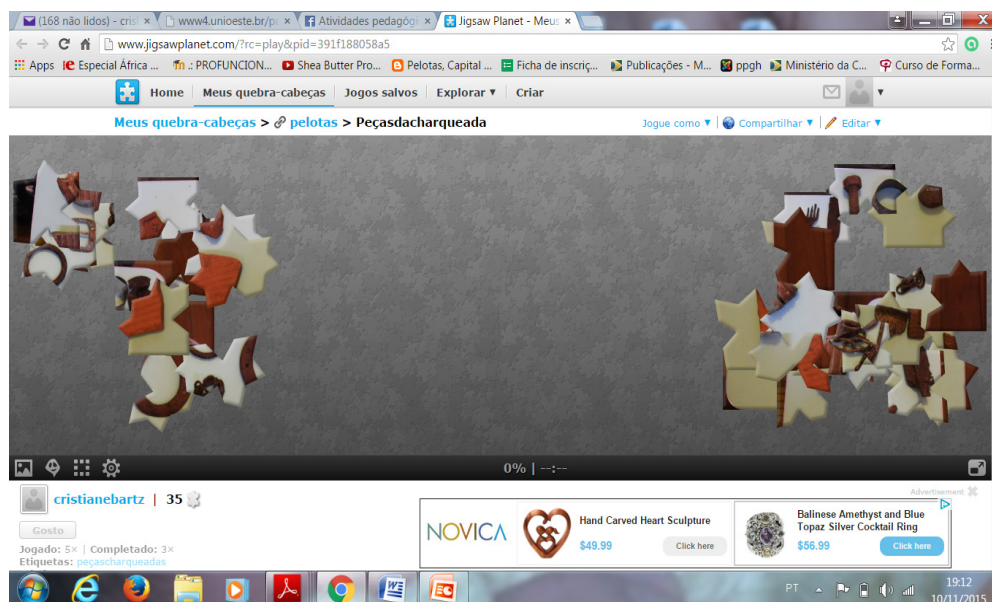 (168 não lidos) - cris
www4.unioeste.br/p
Atividades pedagógi
Jigsaw Planet - Meus
www.jigsawplanet.com/?rc=play&pid=391f188058a5
Apps Especial África ... .: PROFUNCION... Shea Butter Pro... Pelotas, Capital ... Ficha de inscriç... Publicações - M... ppgh Ministério da C... Curso de Forma...
Home Meus quebra-cabeças Jogos salvos Explorar Criar
Meus quebra-cabeças > pelotas > Peçasdacharqueada
Jogue como Compartilhar Editar
0% | --:--
cristianebartz | 35
Gosto
Jogado: 5× | Completado: 3×
Etiquetas: peçascharqueadas
Advertisement
NOVICA
Hand Carved Heart Sculpture
$49.99 Click here
Balinese Amethyst and Blue
Topaz Silver Cocktail Ring
$56.99 Click here
PT
19:12
10/11/2015